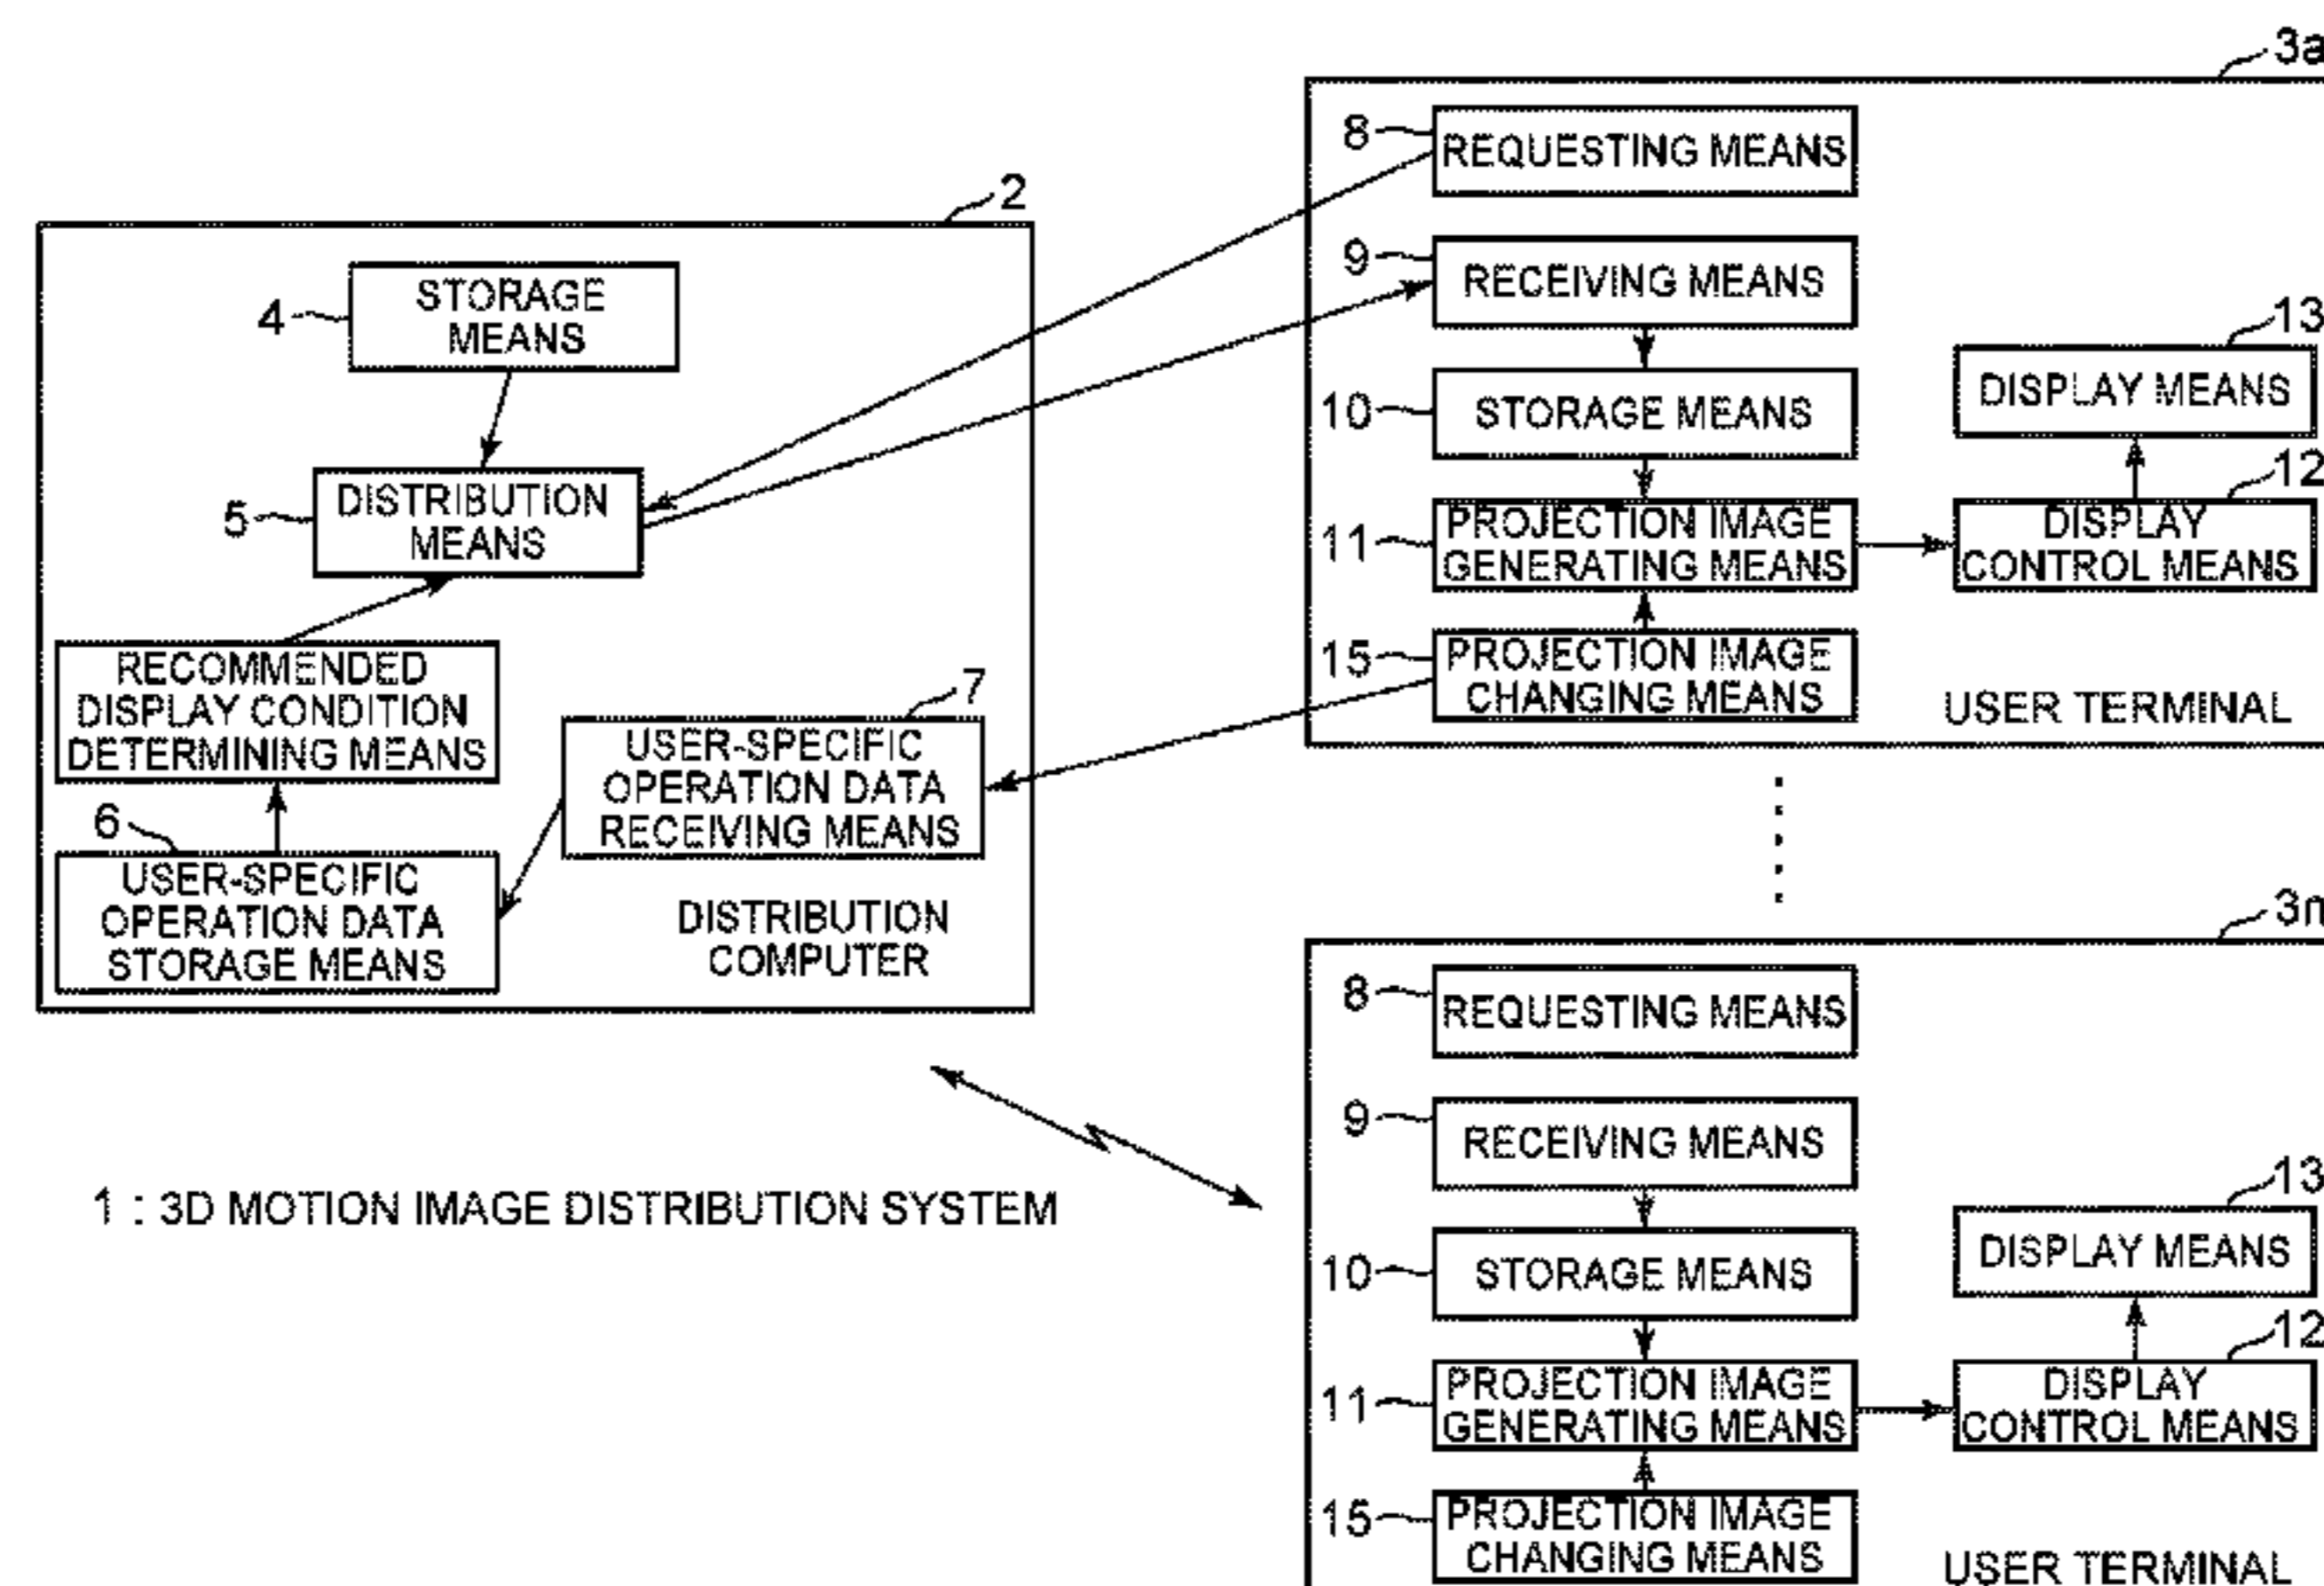 2
4
STORAGE
MEANS
5
DISTRIBUTION
MEANS
RECOMMENDED
DISPLAY CONDITION
DETERMINING MEANS
7
USER-SPECIFIC
OPERATION DATA
RECEIVING MEANS
6
USER-SPECIFIC
OPERATION DATA
STORAGE MEANS
DISTRIBUTION
COMPUTER
1 : 3D MOTION IMAGE DISTRIBUTION SYSTEM
3a
8
REQUESTING MEANS
9
RECEIVING MEANS
10
STORAGE MEANS
11
PROJECTION IMAGE
GENERATING MEANS
15
PROJECTION IMAGE
CHANGING MEANS
13
DISPLAY MEANS
12
DISPLAY
CONTROL MEANS
USER TERMINAL
3n
8
REQUESTING MEANS
9
RECEIVING MEANS
10
STORAGE MEANS
11
PROJECTION IMAGE
GENERATING MEANS
15
PROJECTION IMAGE
CHANGING MEANS
13
DISPLAY MEANS
12
DISPLAY
CONTROL MEANS
USER TERMINAL